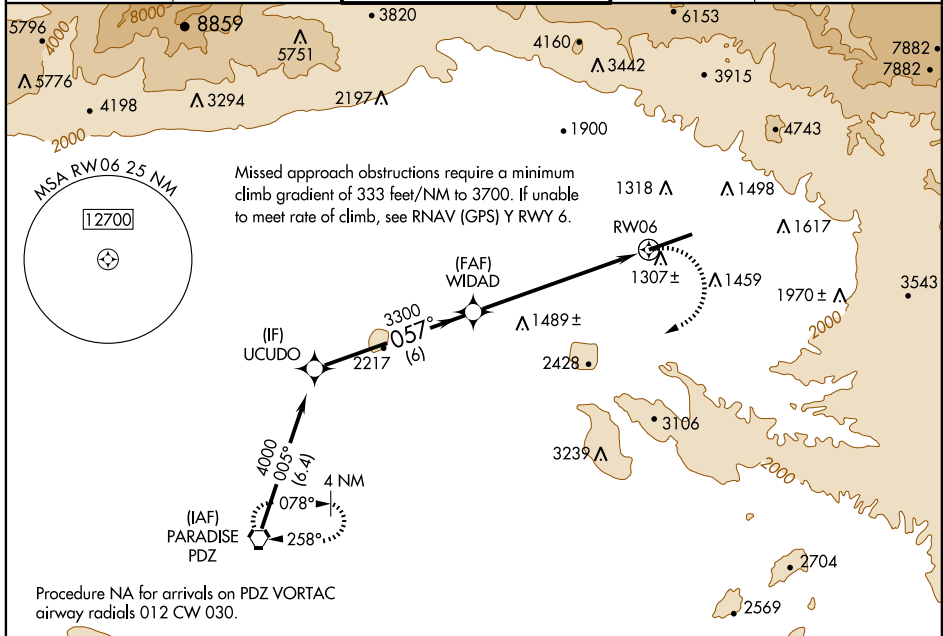 5796
4000
8000
8859
5751
3820
4160
6153
7882
7882
5776
4198
3294
2197
3442
3915
2000
1900
4743
MSA RW06 25 NM
12700
Missed approach obstructions require a minimum
climb gradient of 333 feet/NM to 3700. If unable
to meet rate of climb, see RNAV (GPS) Y RWY 6.
1318
1498
RW06
1617
1307±
1459
1970±
3543
2000
(FAF)
WIDAD
3300
057°
(6)
1489±
(IF)
UCUDO
2217
2428
3106
3239
2000
4000
005°
(6.4)
4 NM
078°
258°
(IAF)
PARADISE
PDZ
2704
2569
Procedure NA for arrivals on PDZ VORTAC
airway radials 012 CW 030.